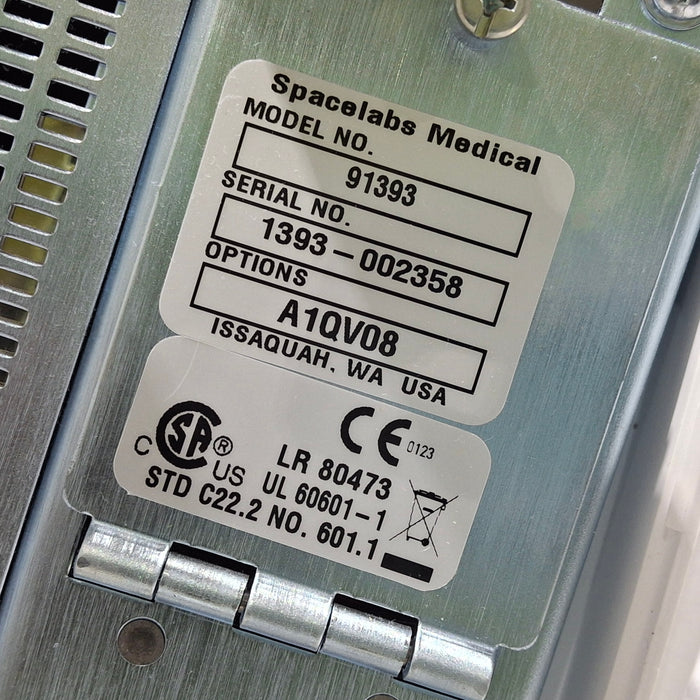 Spacelabs Medical
MODEL NO.
91393
SERIAL NO.
1393-002358
OPTIONS
A1QV08
ISSAQUAH, WA USA
CE 0123
C SA ® US
LR 80473
UL 60601-1
STD C22.2 NO. 601.1